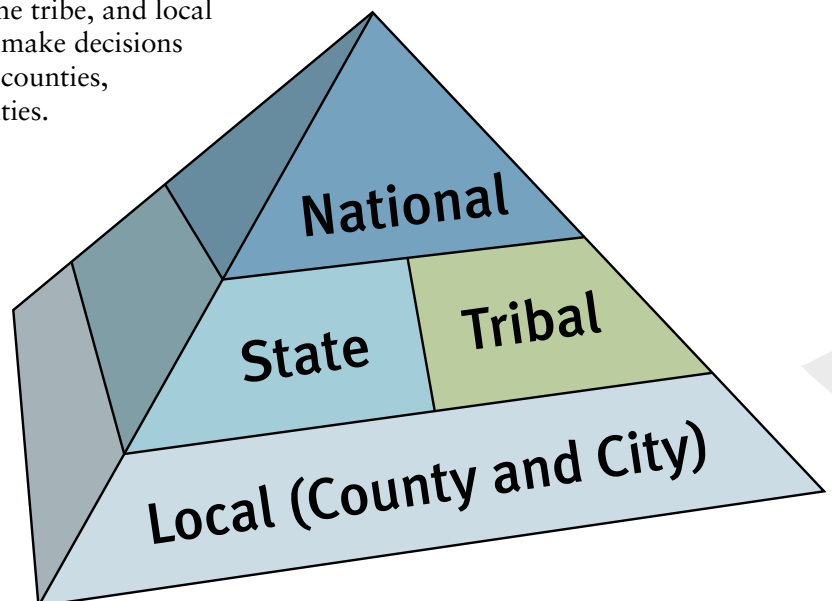 he tribe, and local
make decisions
counties,
ties.
National
State Tribal
Local (County and City)